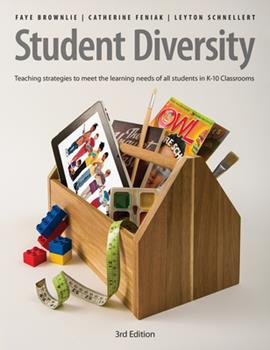 FAYE BROWNLIE | CATHERINE FENIAK | LEYTON SCHNELLERT
Student Diversity
Teaching strategies to meet the learning needs of all students in K-10 Classrooms
OWL
3rd Edition